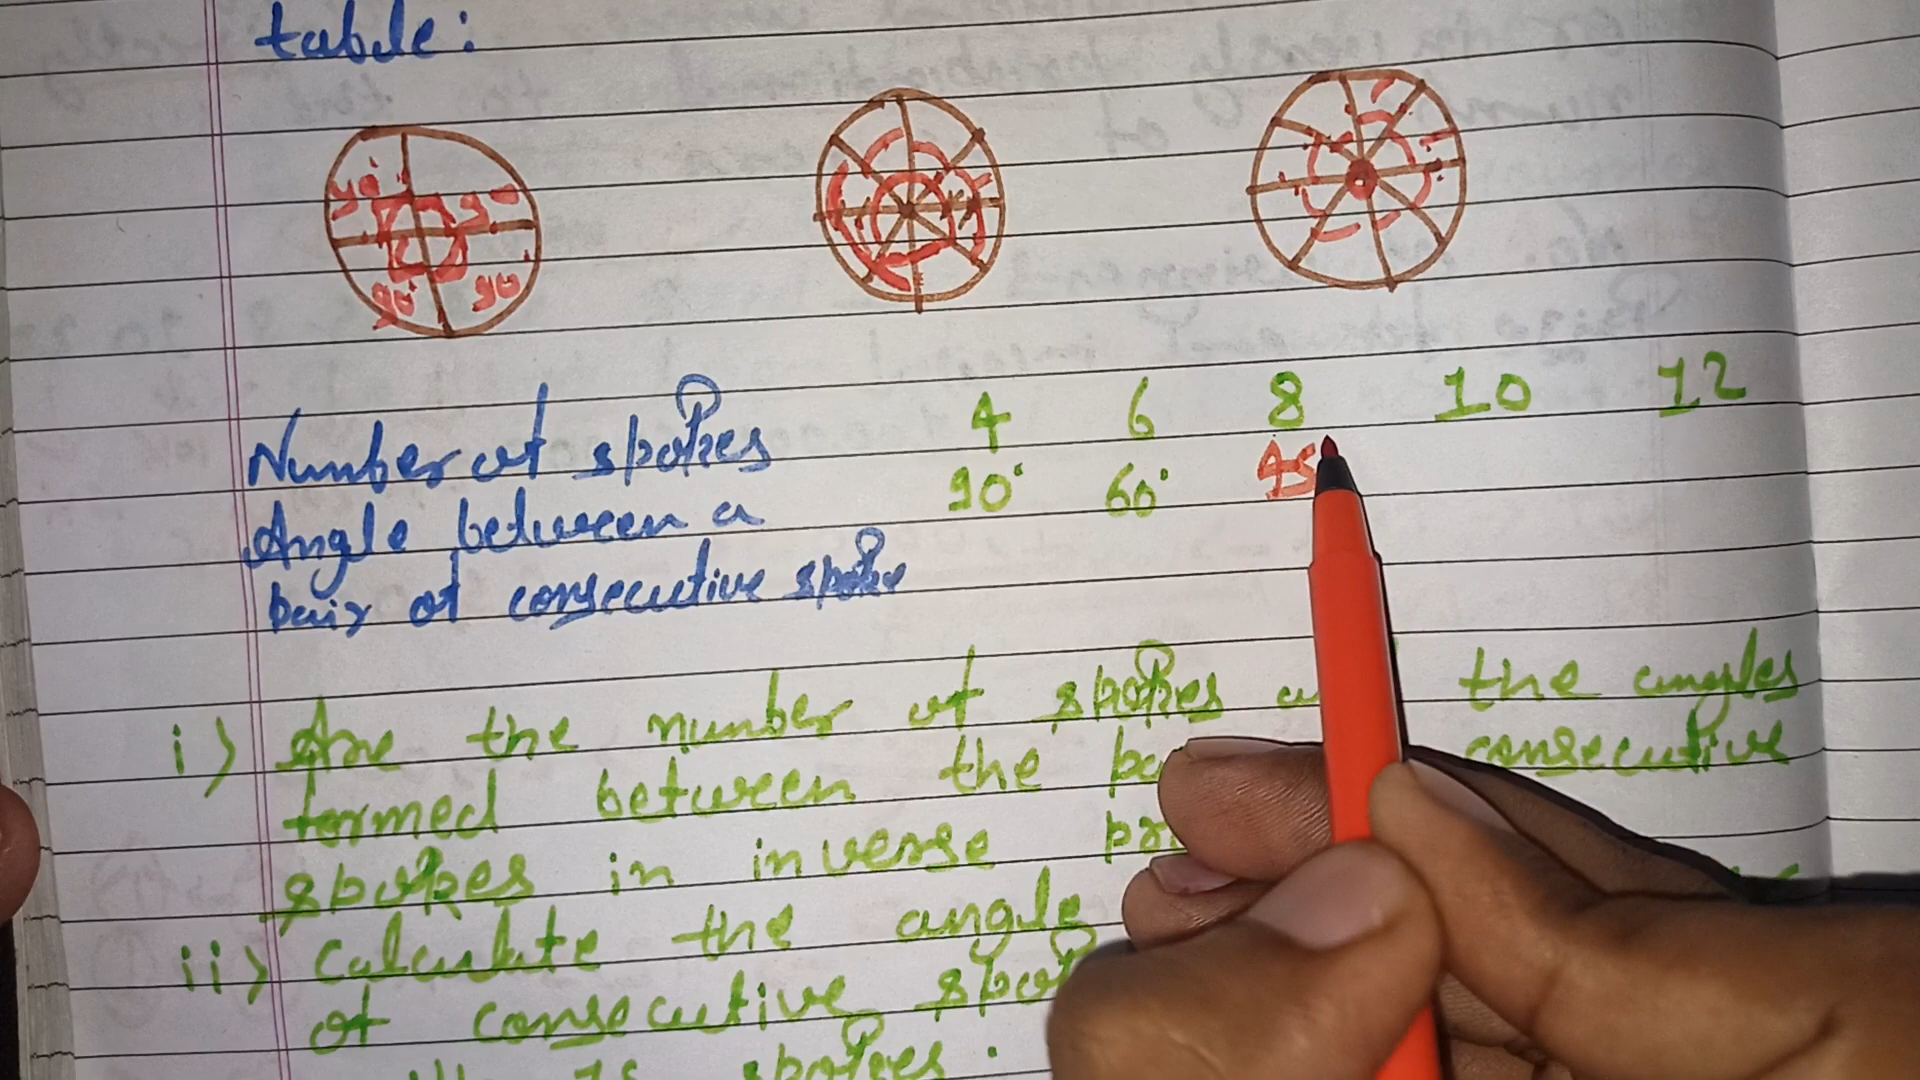 table:
90° 90
90° 90
Number of spokes 4 6 8 10 12
Angle between a 90° 60° 45
pair of consecutive spoke
i) Are the number of spokes the angles
formed between the consecutive
spokes in inverse
ii) Calculate the angle
of consecutive
15 spokes.